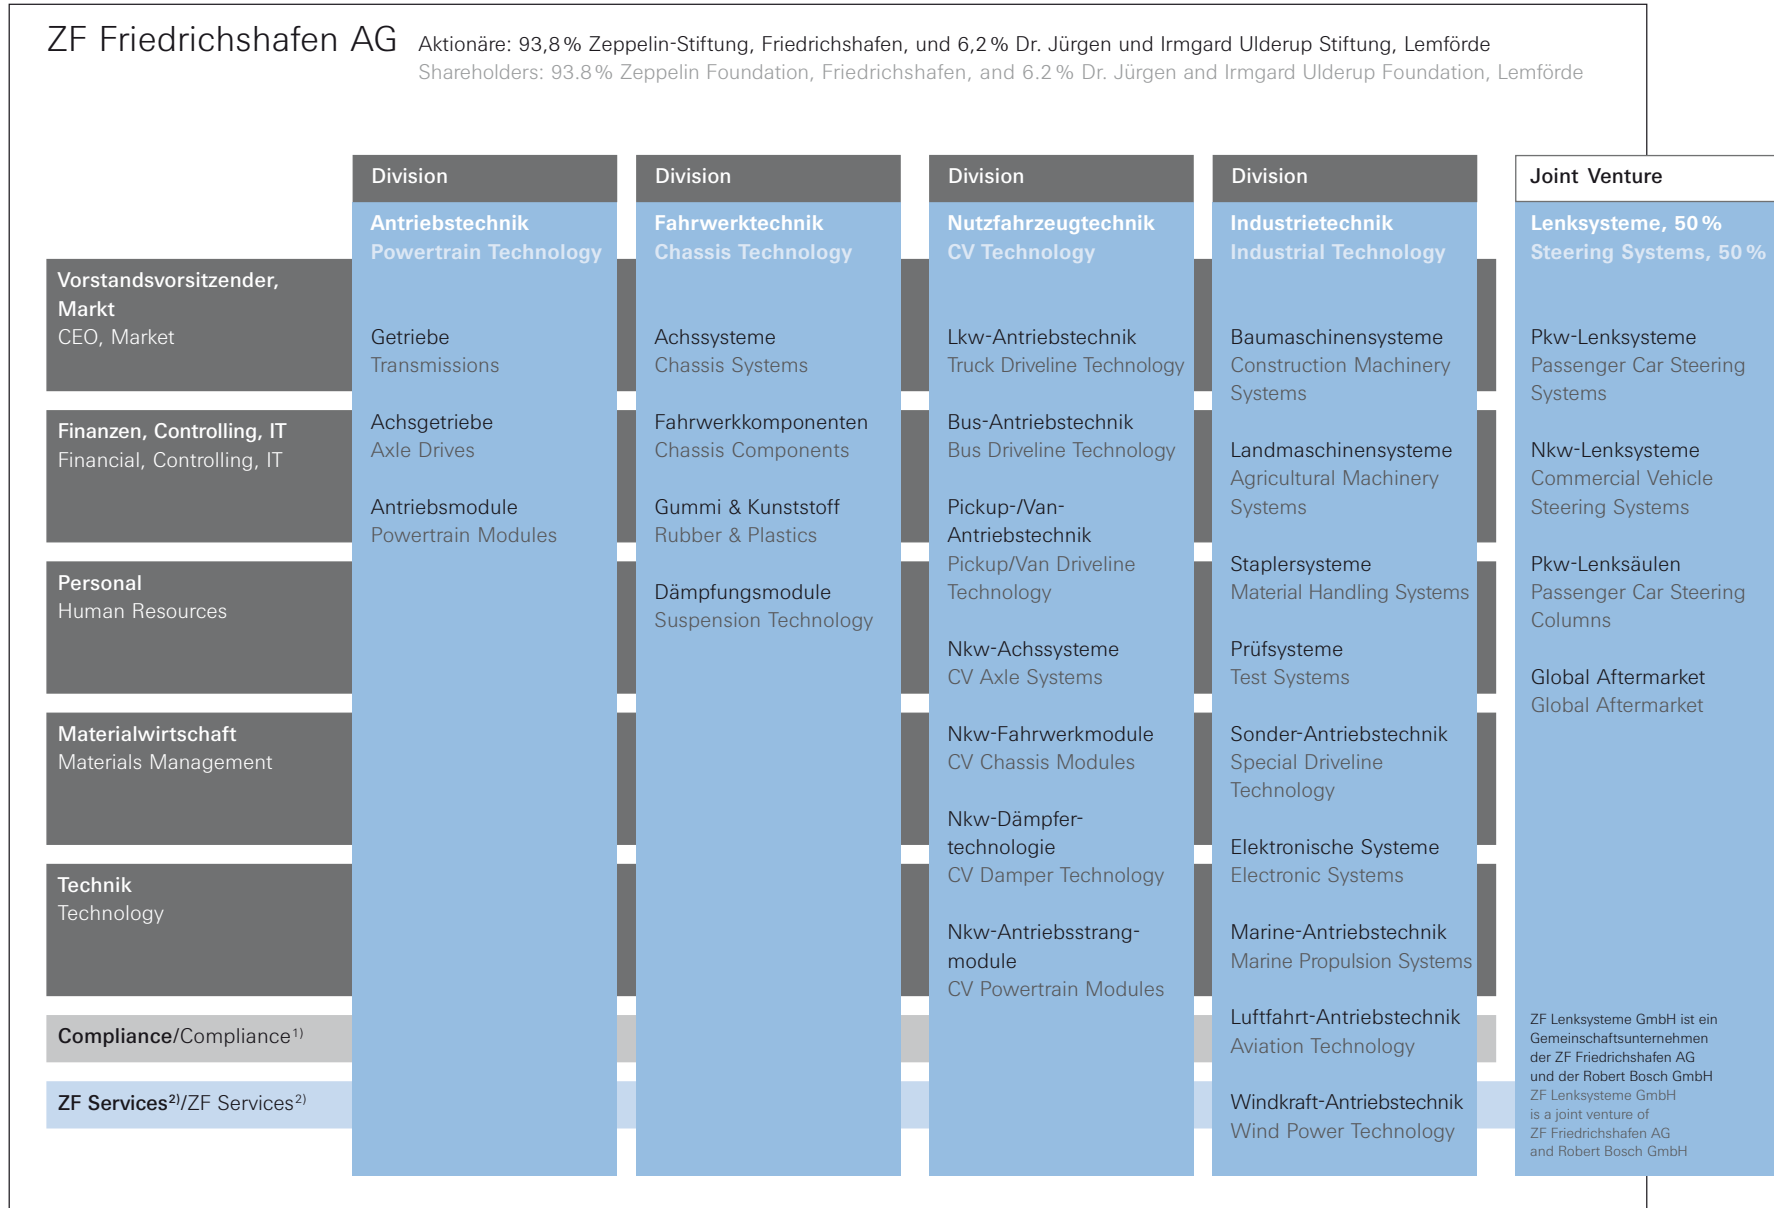 ZF Friedrichshafen AG
Aktionäre: 93,8 % Zeppelin-Stiftung, Friedrichshafen, und 6,2 % Dr. Jürgen und Irmgard Ulderup Stiftung, Lemförde
Shareholders: 93.8 % Zeppelin Foundation, Friedrichshafen, and 6.2 % Dr. Jürgen and Irmgard Ulderup Foundation, Lemförde
Vorstandsvorsitzender,
Markt
CEO, Market
Finanzen, Controlling, IT
Financial, Controlling, IT
Personal
Human Resources
Materialwirtschaft
Materials Management
Technik
Technology
Compliance/Compliance¹⁾
ZF Services²⁾/ZF Services²⁾
Division
Antriebstechnik
Powertrain Technology
Getriebe
Transmissions
Achsgetriebe
Axle Drives
Antriebsmodule
Powertrain Modules
Division
Fahrwerktechnik
Chassis Technology
Achssysteme
Chassis Systems
Fahrwerkkomponenten
Chassis Components
Gummi & Kunststoff
Rubber & Plastics
Dämpfungsmodule
Suspension Technology
Division
Nutzfahrzeugtechnik
CV Technology
Lkw-Antriebstechnik
Truck Driveline Technology
Bus-Antriebstechnik
Bus Driveline Technology
Pickup-/Van-
Antriebstechnik
Pickup/Van Driveline
Technology
Nkw-Achssysteme
CV Axle Systems
Nkw-Fahrwerkmodule
CV Chassis Modules
Nkw-Dämpfer-
technologie
CV Damper Technology
Nkw-Antriebsstrang-
module
CV Powertrain Modules
Division
Industrietechnik
Industrial Technology
Baumaschinensysteme
Construction Machinery
Systems
Landmaschinensysteme
Agricultural Machinery
Systems
Staplersysteme
Material Handling Systems
Prüfsysteme
Test Systems
Sonder-Antriebstechnik
Special Driveline
Technology
Elektronische Systeme
Electronic Systems
Marine-Antriebstechnik
Marine Propulsion Systems
Luftfahrt-Antriebstechnik
Aviation Technology
Windkraft-Antriebstechnik
Wind Power Technology
Joint Venture
Lenksysteme, 50 %
Steering Systems, 50 %
Pkw-Lenksysteme
Passenger Car Steering
Systems
Nkw-Lenksysteme
Commercial Vehicle
Steering Systems
Pkw-Lenksäulen
Passenger Car Steering
Columns
Global Aftermarket
Global Aftermarket
ZF Lenksysteme GmbH ist ein
Gemeinschaftsunternehmen
der ZF Friedrichshafen AG
und der Robert Bosch GmbH
ZF Lenksysteme GmbH
is a joint venture of
ZF Friedrichshafen AG
and Robert Bosch GmbH